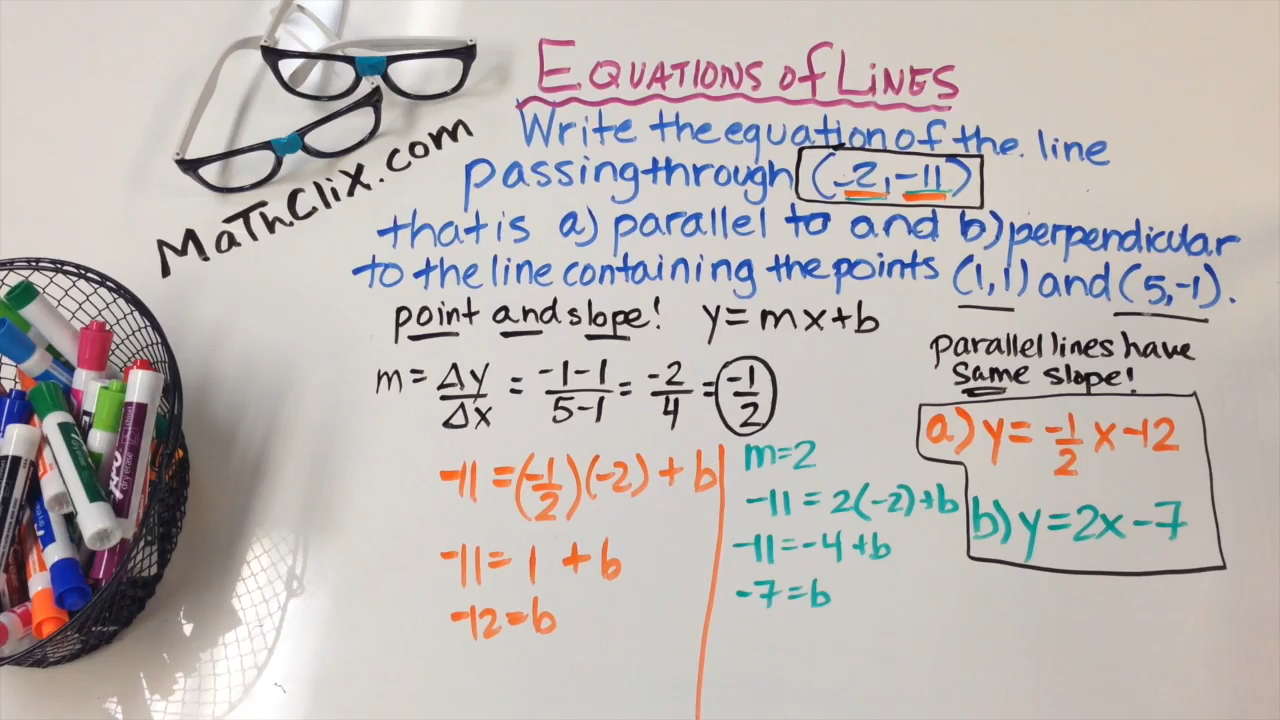 EQUATIONS of LINES
MaThCliX.com
Write the equation of the line
passing through (-2, -11)
that is a) parallel to and b) perpendicular
to the line containing the points (1,1) and (5,-1).
point and slope! y=mx+b
parallel lines have
same slope!
m = Δy/Δx = -1-1/5-1 = -2/4 = -1/2
-11 = (-1/2)(-2) + b
-11 = 1 + b
-12 = b
m=2
-11 = 2(-2)+b
-11 = -4+b
-7 = b
a) y = -1/2 x -12
b) y = 2x - 7